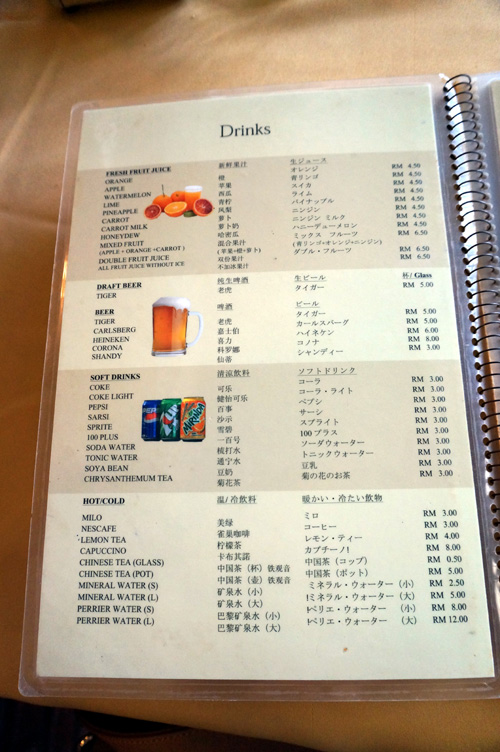 Drinks
FRESH FRUIT JUICE 新鲜果汁 生ジュース
ORANGE 橙 オレンジ RM 4.50
APPLE 苹果 青リンゴ RM 4.50
WATERMELON 西瓜 スイカ RM 4.50
LIME 青柠 ライム RM 4.50
PINEAPPLE 凤梨 パイナップル RM 4.50
CARROT 萝卜 ニンジン RM 4.50
CARROT MILK 萝卜奶 ニンジン ミルク RM 6.50
HONEYDEW 哈密瓜 ハニーデューメロン RM 4.50
MIXED FRUIT 混合果汁 ミックス フルーツ RM 6.50
(APPLE + ORANGE +CARROT ) (苹果+橙+萝卜) (青リンゴ+オレンジ+ニンジン)
DOUBLE FRUIT JUICE 双份果汁 ダブル・フルーツ RM 6.50
ALL FRUIT JUICE WITHOUT ICE 不加冰果汁
DRAFT BEER 纯生啤酒 生ビール 杯/ Glass
TIGER 老虎 タイガー RM 5.00
BEER 啤酒 ビール
TIGER 老虎 タイガー RM 5.00
CARLSBERG 嘉士伯 カールスバーグ RM 5.00
HEINEKEN 喜力 ハイネケン RM 6.00
CORONA 科罗娜 コノナ RM 8.00
SHANDY 仙蒂 シャンディー RM 3.00
SOFT DRINKS 清凉飲料 ソフトドリンク
COKE 可乐 コーラ RM 3.00
COKE LIGHT 健怡可乐 コーラ・ライト RM 3.00
PEPSI 百事 ペプシ RM 3.00
SARSI 沙示 サーシ RM 3.00
SPRITE 雪碧 スプライト RM 3.00
100 PLUS 一百号 100 プラス RM 3.00
SODA WATER 梳打水 ソーダウォーター RM 3.00
TONIC WATER 通宁水 トニックウォーター RM 3.00
SOYA BEAN 豆奶 豆乳 RM 3.00
CHRYSANTHEMUM TEA 菊花茶 菊の花のお茶 RM 3.00
HOT/COLD 温/ 冷飲料 暖かい・冷たい飲物
MILO 美绿 ミロ RM 3.00
NESCAFE 雀巢咖啡 コーヒー RM 3.00
LEMON TEA 柠檬茶 レモン・ティー RM 4.00
CAPUCCINO 卡布其諾 カプチーノ! RM 8.00
CHINESE TEA (GLASS) 中国茶（杯）铁观音 中国茶（コップ） RM 0.50
CHINESE TEA (POT) 中国茶（壶）铁观音 中国茶（ポット） RM 5.00
MINERAL WATER (S) 矿泉水（小） ミネラル・ウォーター （小） RM 2.50
MINERAL WATER (L) 矿泉水（大） ミネラル・ウォーター （大） RM 5.00
PERRIER WATER (S) 巴黎矿泉水（小） ペリエ・ウォーター （小） RM 8.00
PERRIER WATER (L) 巴黎矿泉水（大） ペリエ・ウォーター （大） RM 12.00
PEPSI
MIRINDA